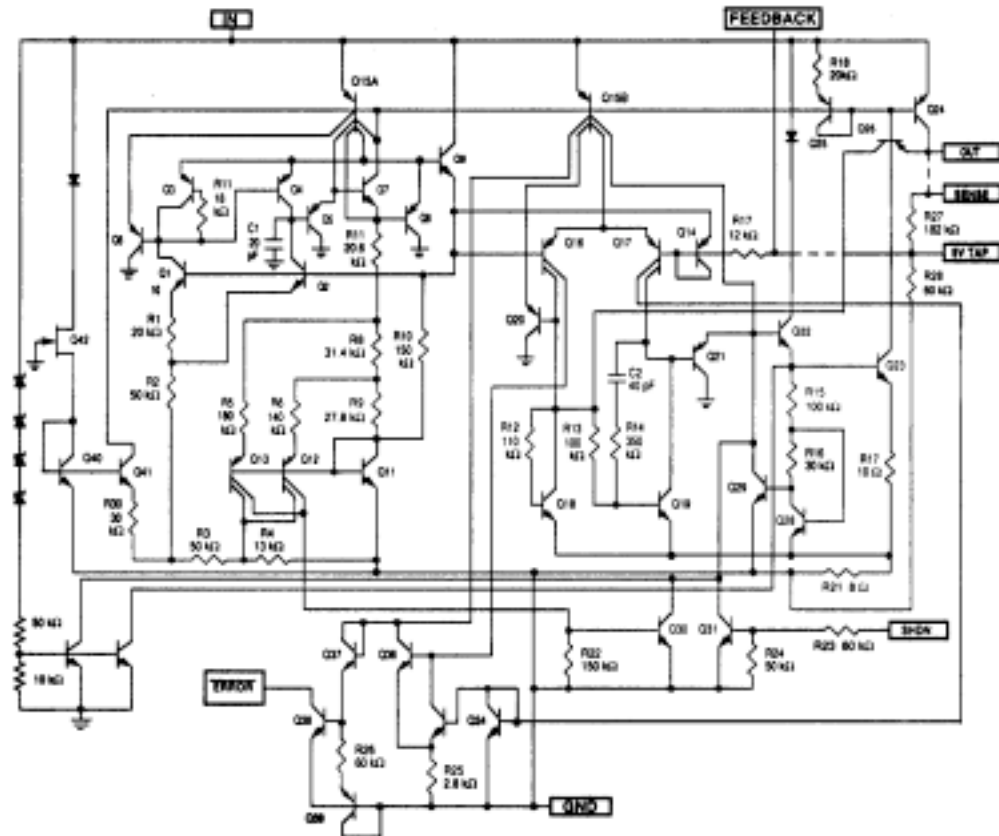 IN
FEEDBACK
Q15A
Q15B
R18
20kΩ
Q24
Q25
Q26
OUT
SENSE
R27
182 kΩ
5V TAP
R28
60 kΩ
Q3
R11
18
kΩ
Q4
C1
20
pF
Q5
Q7
Q8
Q9
R11
20.6
kΩ
Q6
Q1
10
Q2
R1
20 kΩ
R2
50 kΩ
R8
31.4 kΩ
R10
150
kΩ
R9
27.8 kΩ
R5
180
kΩ
R6
140
kΩ
Q13
Q12
Q11
R3
50 kΩ
R4
13 kΩ
Q42
Q40
Q41
R30
30
kΩ
Q16
Q17
Q14
R17
12 kΩ
Q20
Q21
Q22
Q23
C2
40 pF
R12
110
kΩ
R13
100
kΩ
R14
350
kΩ
R15
100 kΩ
R16
30 kΩ
R17
10 Ω
Q18
Q19
Q29
Q28
R21 8 Ω
50 kΩ
18 kΩ
Q37
Q36
R22
150 kΩ
Q30
Q31
R24
50 kΩ
R23 60 kΩ
SHDN
ERROR
Q38
Q34
R26
60 kΩ
R25
2.8 kΩ
Q39
GND